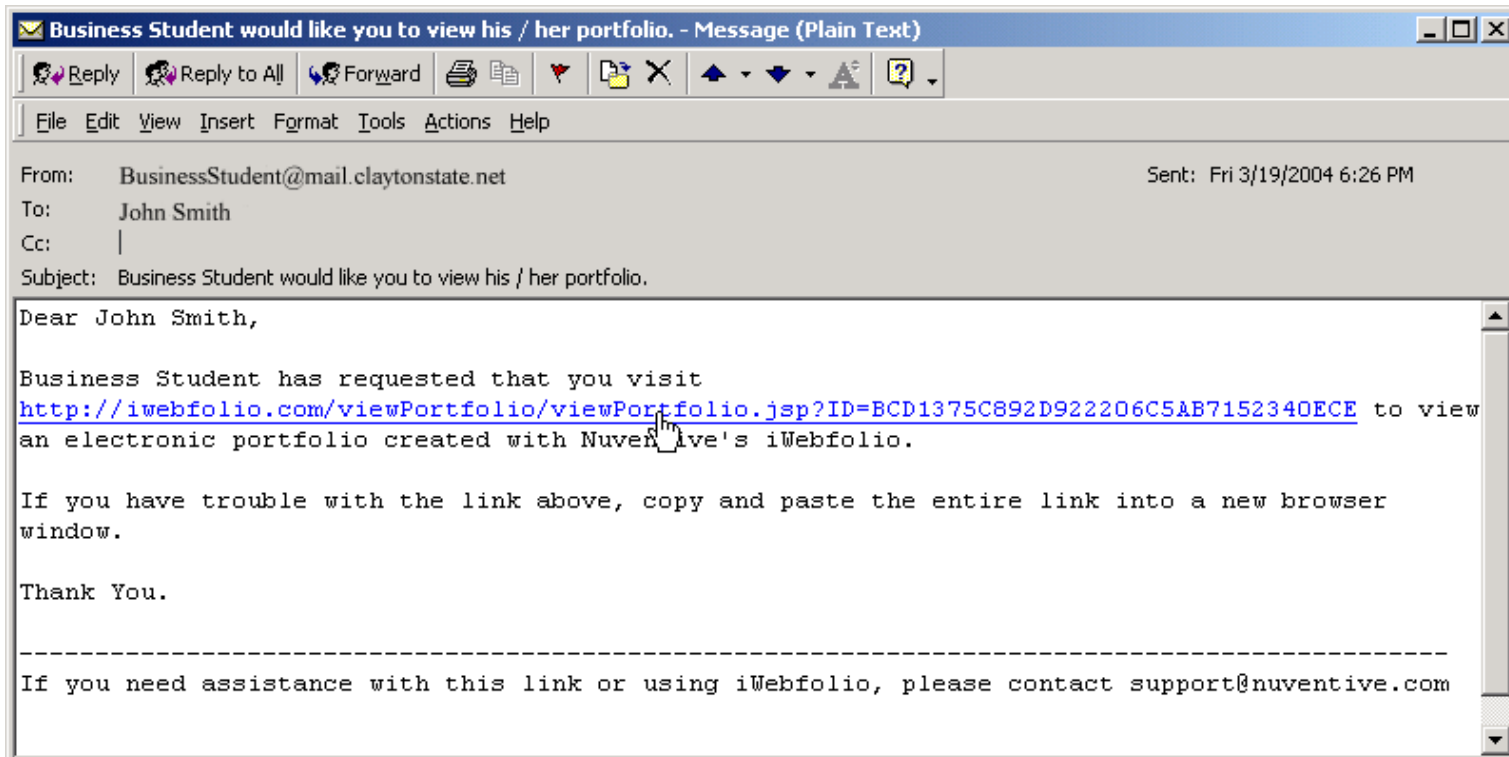 Business Student would like you to view his / her portfolio. - Message (Plain Text)
Reply Reply to All Forward
File Edit View Insert Format Tools Actions Help
From: BusinessStudent@mail.claytonstate.net Sent: Fri 3/19/2004 6:26 PM
To: John Smith
Cc:
Subject: Business Student would like you to view his / her portfolio.
Dear John Smith,
Business Student has requested that you visit
http://iwebfolio.com/viewPortfolio/viewPortfolio.jsp?ID=BCD1375C892D922206C5AB7152340ECE to view
an electronic portfolio created with Nuventive's iWebfolio.
If you have trouble with the link above, copy and paste the entire link into a new browser
window.
Thank You.
-----------------------------------------------------------------------------------------------
If you need assistance with this link or using iWebfolio, please contact support@nuventive.com